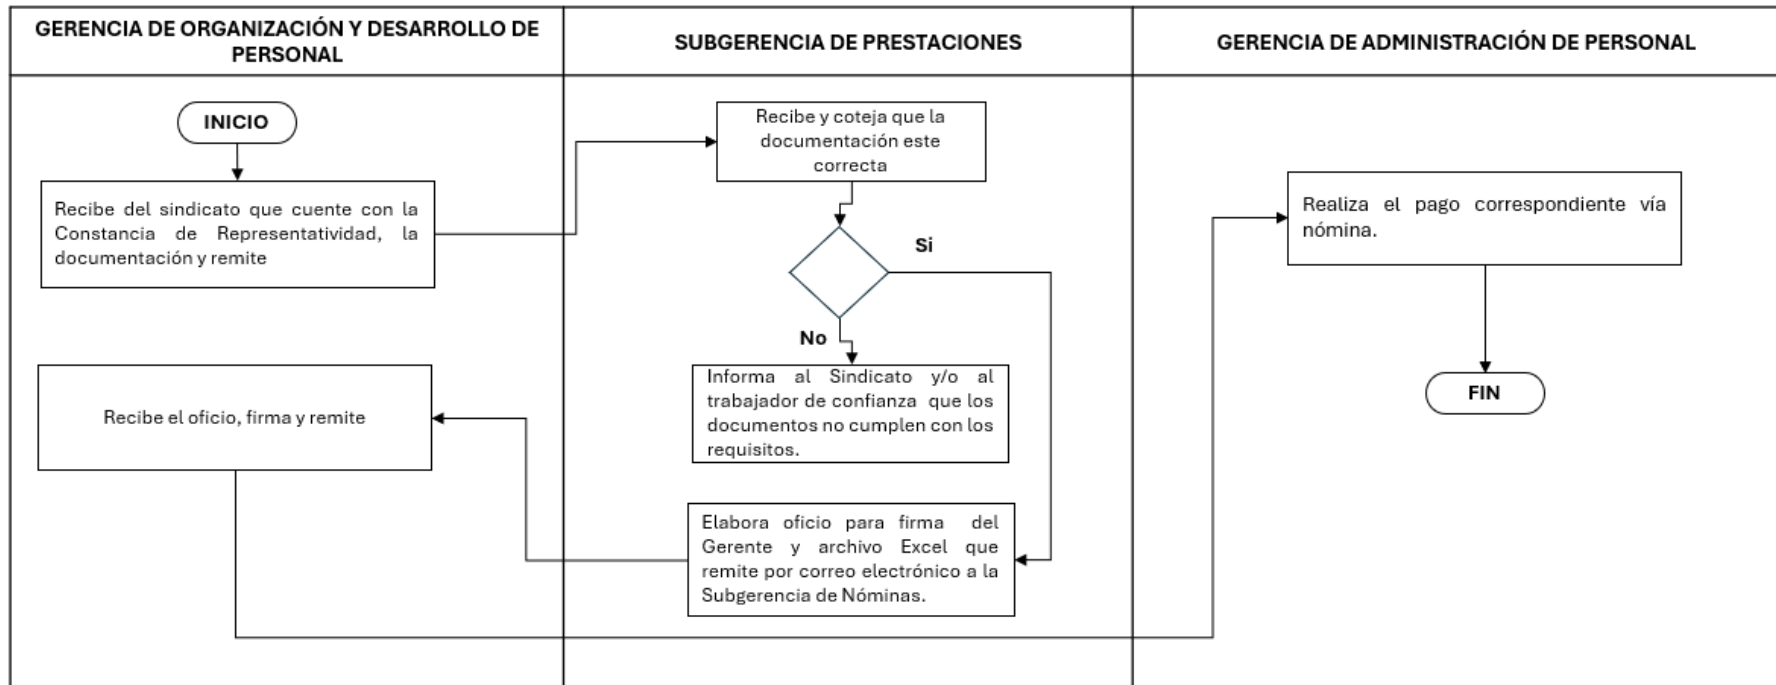 GERENCIA DE ORGANIZACIÓN Y DESARROLLO DE
PERSONAL
SUBGERENCIA DE PRESTACIONES
GERENCIA DE ADMINISTRACIÓN DE PERSONAL
INICIO
Recibe del sindicato que cuente con la
Constancia de Representatividad, la
documentación y remite
Recibe y coteja que la
documentación este
correcta
Si
No
Informa al Sindicato y/o al
trabajador de confianza que los
documentos no cumplen con los
requisitos.
Elabora oficio para firma del
Gerente y archivo Excel que
remite por correo electrónico a la
Subgerencia de Nóminas.
Recibe el oficio, firma y remite
Realiza el pago correspondiente vía
nómina.
FIN